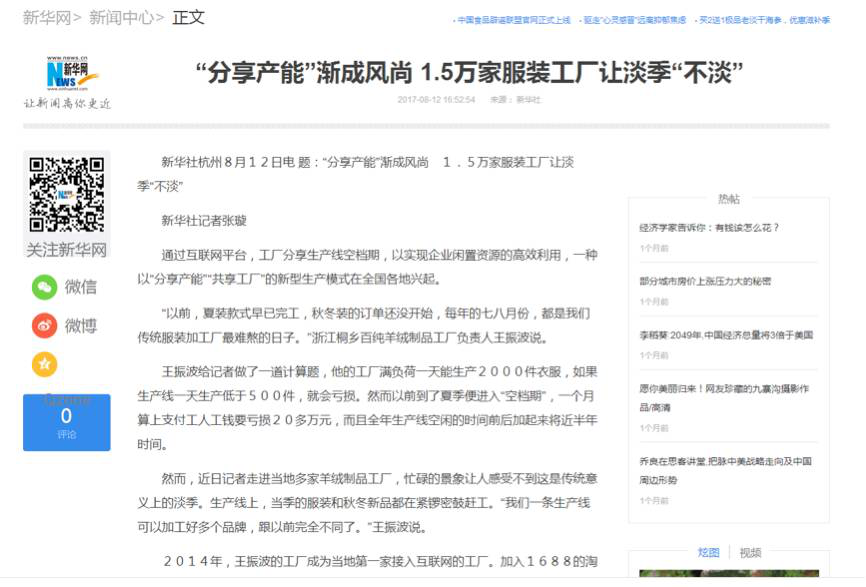 新华网> 新闻中心> 正文
·中国食品辟谣联盟官网正式上线 ·驱走“心灵感冒”远离抑郁焦虑 ·买2送1极品老淡干海参，优惠滋补季
www.news.cn
新华网
NEWS
www.xinhuanet.com
让新闻离你更近
“分享产能”渐成风尚 1.5万家服装工厂让淡季“不淡”
2017-08-12 16:52:54 来源： 新华社
新华网
NEWS
关注新华网
微信
微博
0
评论
新华社杭州８月１２日电 题：“分享产能”渐成风尚　１．５万家服装工厂让淡
季“不淡”
新华社记者张璇
通过互联网平台，工厂分享生产线空档期，以实现企业闲置资源的高效利用，一种
以“分享产能”“共享工厂”的新型生产模式在全国各地兴起。
“以前，夏装款式早已完工，秋冬装的订单还没开始，每年的七八月份，都是我们
传统服装加工厂最难熬的日子。”浙江桐乡百纯羊绒制品工厂负责人王振波说。
王振波给记者做了一道计算题，他的工厂满负荷一天能生产２０００件衣服，如果
生产线一天生产低于５００件，就会亏损。然而以前到了夏季便进入“空档期”，一个月
算上支付工人工钱要亏损２０多万元，而且全年生产线空闲的时间前后加起来将近半年
时间。
然而，近日记者走进当地多家羊绒制品工厂，忙碌的景象让人感受不到这是传统意
义上的淡季。生产线上，当季的服装和秋冬新品都在紧锣密鼓赶工。“我们一条生产线
可以加工好多个品牌，跟以前完全不同了。”王振波说。
２０１４年，王振波的工厂成为当地第一家接入互联网的工厂。加入１６８８的淘
热帖
经济学家告诉你：有钱该怎么花？
1个月前
部分城市房价上涨压力大的秘密
1个月前
李稻葵:2049年,中国经济总量将3倍于美国
1个月前
愿你美丽归来！网友珍藏的九寨沟摄影作
品/高清
1个月前
乔良在思客讲堂,把脉中美战略走向及中国
周边形势
1个月前
炫图 视频